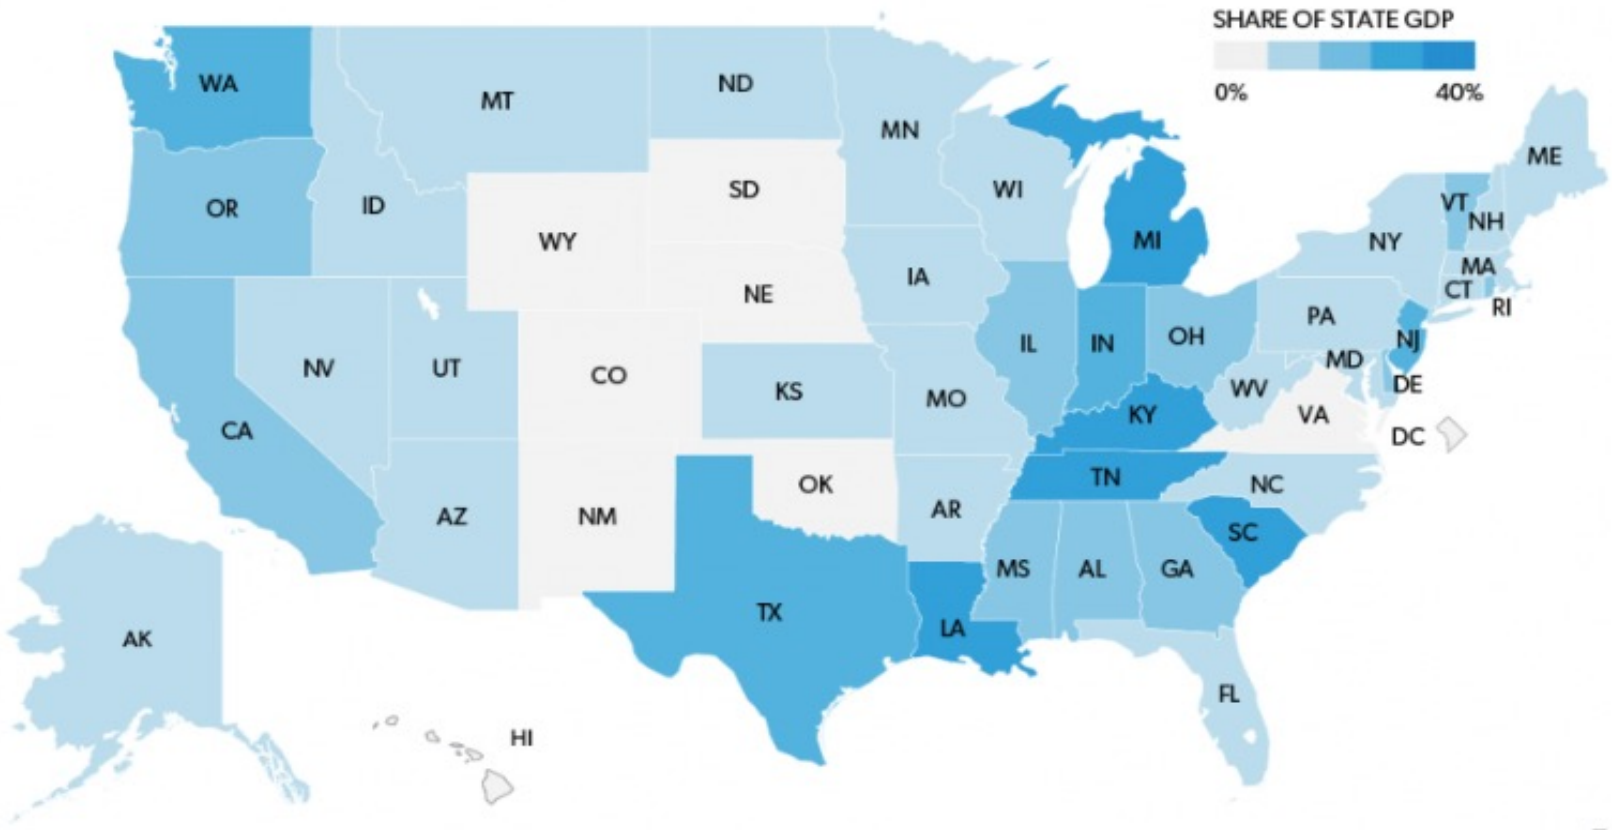 SHARE OF STATE GDP
0% 40%
WA
MT
ND
MN
OR
ID
WY
SD
WI
MI
NY
VT
NH
ME
MA
CT
RI
NV
UT
CO
NE
IA
IL
IN
OH
PA
NJ
MD
DE
CA
KS
MO
KY
WV
VA
DC
AZ
NM
OK
AR
TN
NC
SC
MS
AL
GA
AK
HI
TX
LA
FL